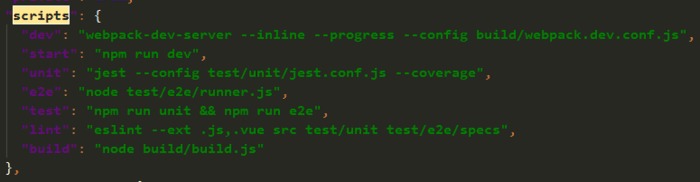 "scripts": {
"dev": "webpack-dev-server --inline --progress --config build/webpack.dev.conf.js",
"start": "npm run dev",
"unit": "jest --config test/unit/jest.conf.js --coverage",
"e2e": "node test/e2e/runner.js",
"test": "npm run unit && npm run e2e",
"lint": "eslint --ext .js,.vue src test/unit test/e2e/specs",
"build": "node build/build.js"
},